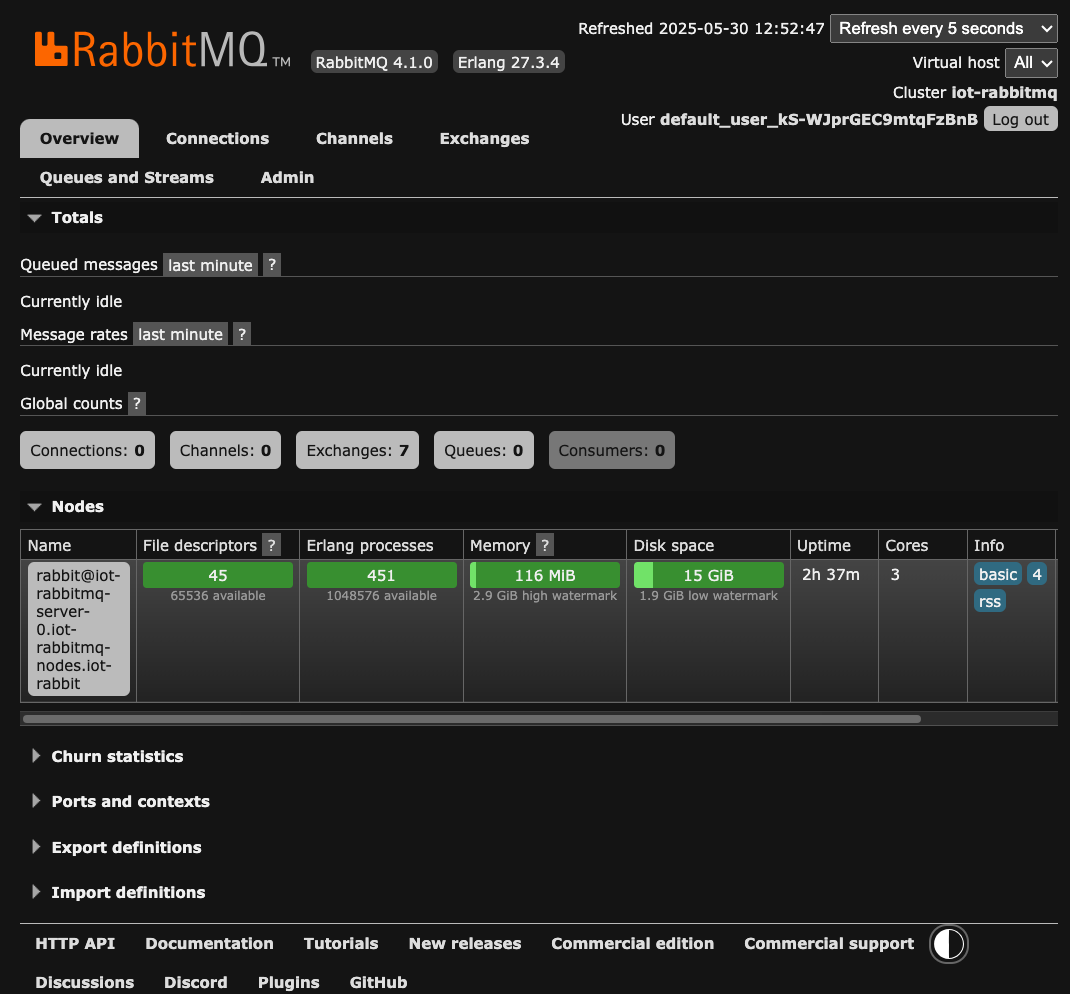 RabbitMQ TM RabbitMQ 4.1.0 Erlang 27.3.4
Refreshed 2025-05-30 12:52:47 Refresh every 5 seconds
Virtual host All
Cluster iot-rabbitmq
User default_user_kS-WJprGEC9mtqFzBnB Log out
Overview Connections Channels Exchanges
Queues and Streams Admin
Totals
Queued messages last minute ?
Currently idle
Message rates last minute ?
Currently idle
Global counts ?
Connections: 0 Channels: 0 Exchanges: 7 Queues: 0 Consumers: 0
Nodes
Name File descriptors ? Erlang processes Memory ? Disk space Uptime Cores Info
rabbit@iot-
rabbitmq-
server-
0.iot-
rabbitmq-
nodes.iot-
rabbit
45
65536 available
451
1048576 available
116 MiB
2.9 GiB high watermark
15 GiB
1.9 GiB low watermark
2h 37m
3
basic 4
rss
Churn statistics
Ports and contexts
Export definitions
Import definitions
HTTP API Documentation Tutorials New releases Commercial edition Commercial support
Discussions Discord Plugins GitHub